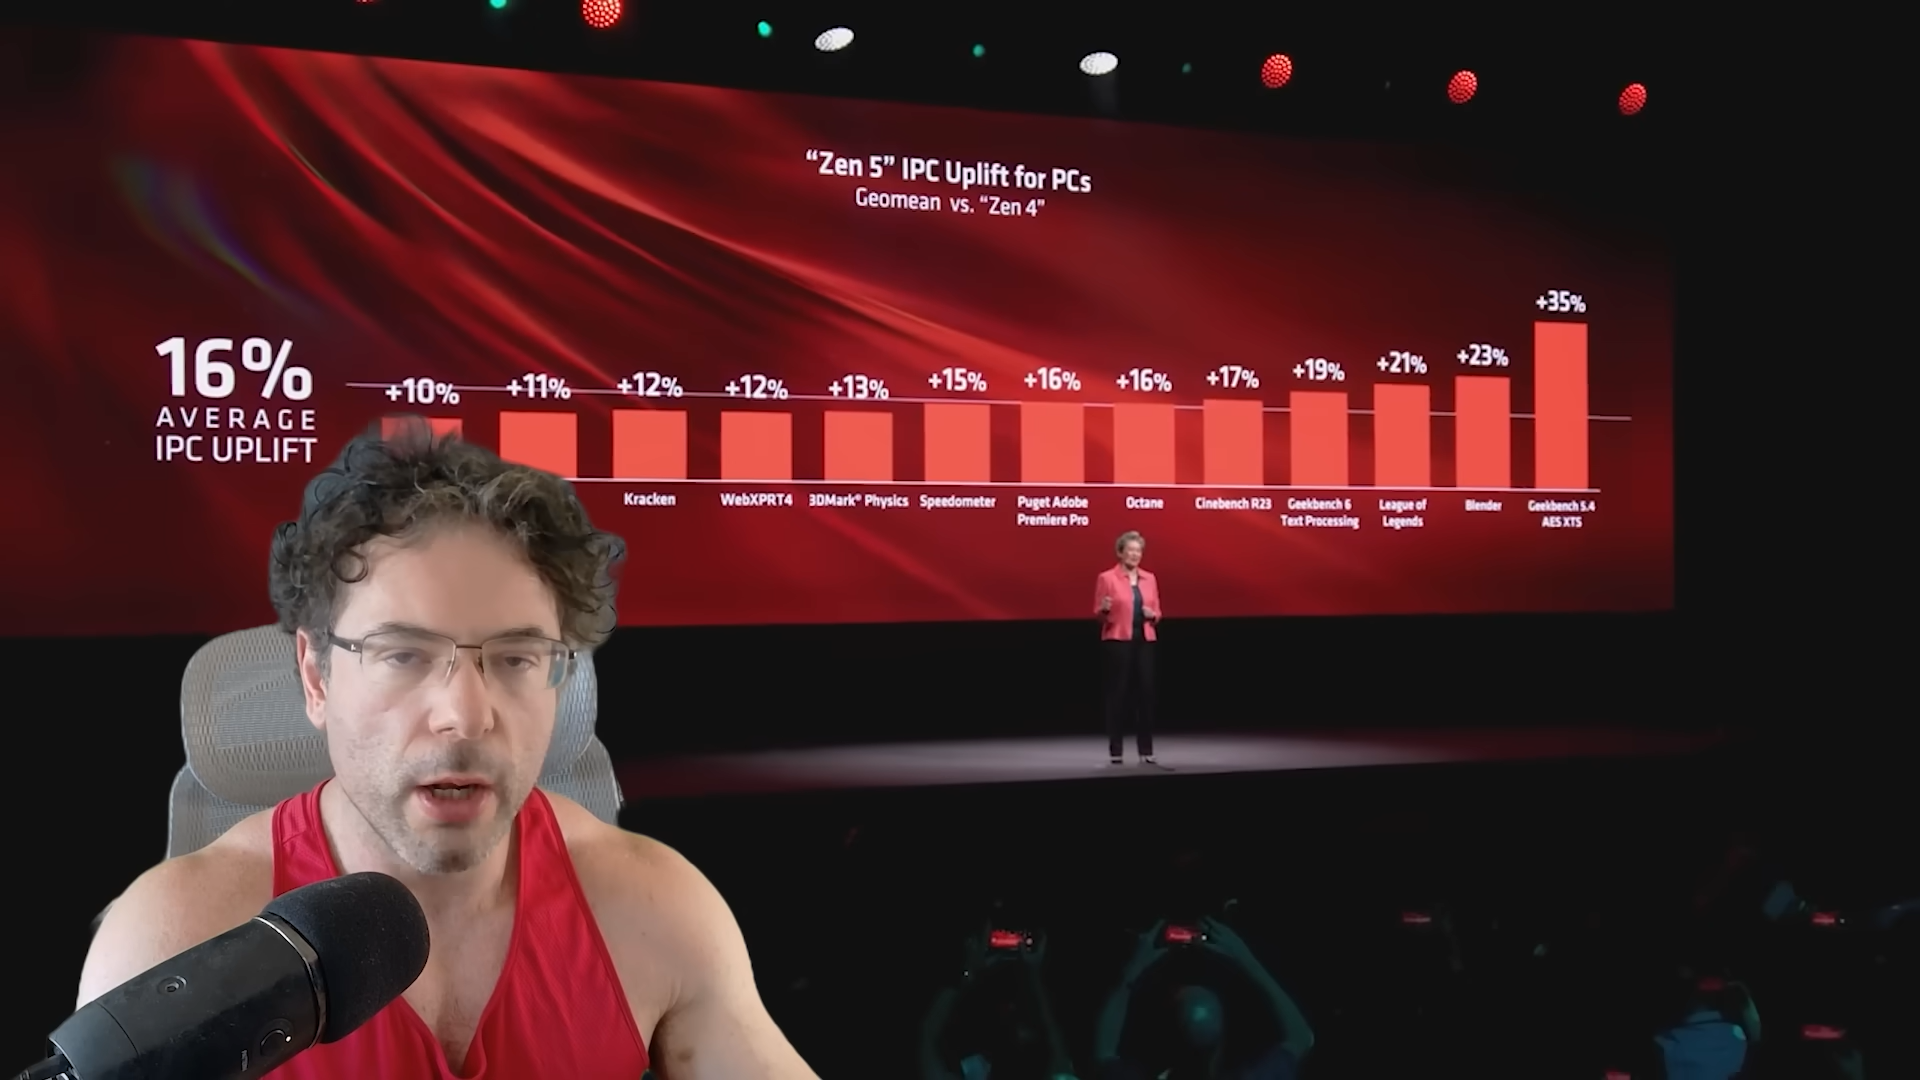 “Zen 5” IPC Uplift for PCs
Geomean vs. “Zen 4”
16%
AVERAGE
IPC UPLIFT
+10%
+11%
+12%
+12%
+13%
+15%
+16%
+16%
+17%
+19%
+21%
+23%
+35%
Kracken
WebXPRT4
3DMark® Physics
Speedometer
Puget Adobe
Premiere Pro
Octane
Cinebench R23
Geekbench 6
Text Processing
League of
Legends
Blender
Geekbench 5.4
AES XTS